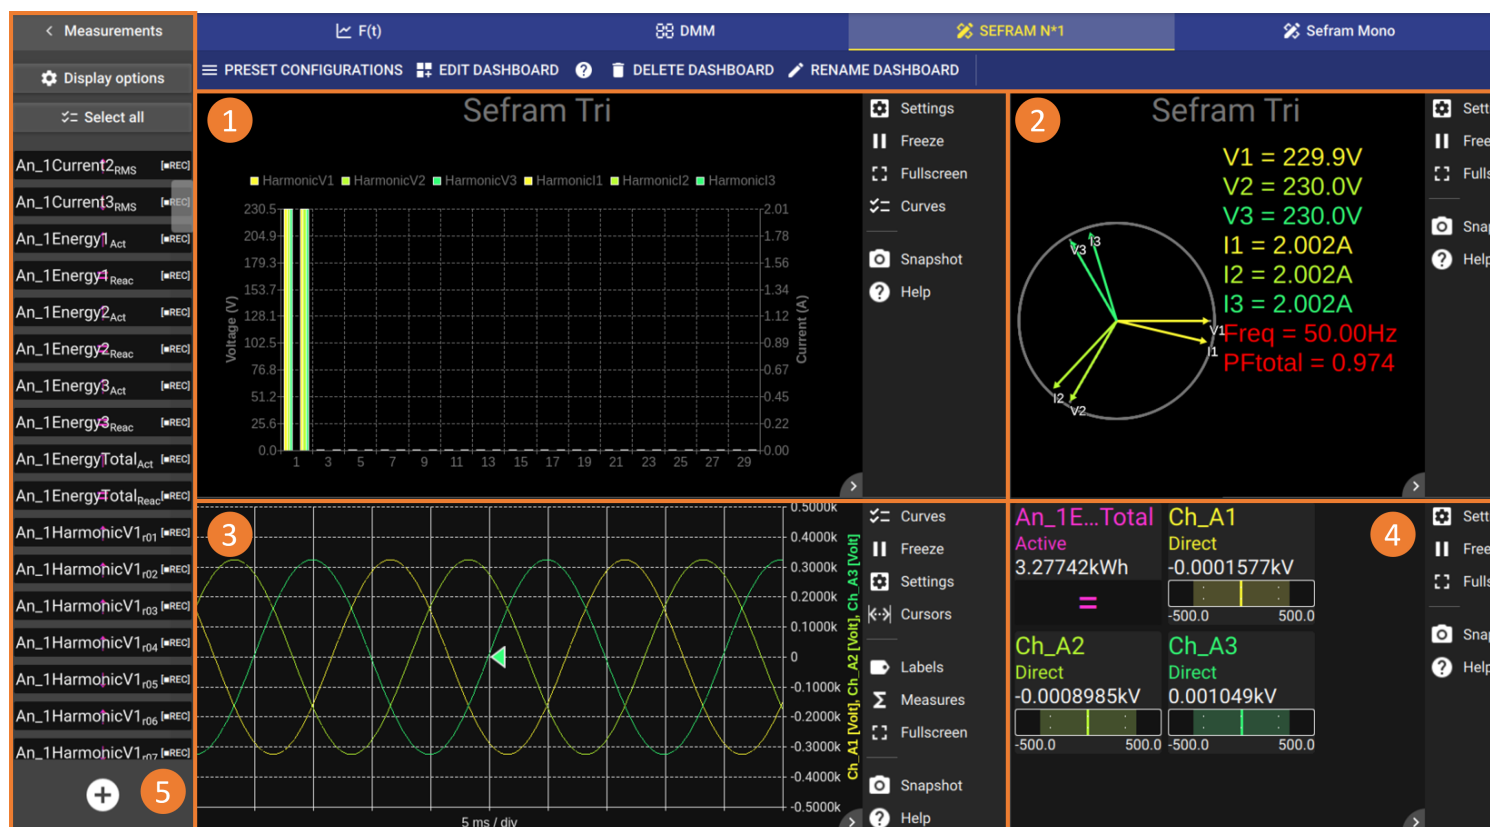 Measurements
F(t)
DMM
SEFRAM N*1
Sefram Mono
Display options
Select all
PRESET CONFIGURATIONS
EDIT DASHBOARD
?
DELETE DASHBOARD
RENAME DASHBOARD
An_1Current2RMS [■REC]
An_1Current3RMS [■REC]
An_1Energy1Act [■REC]
An_1Energy1Reac [■REC]
An_1Energy2Act [■REC]
An_1Energy2Reac [■REC]
An_1Energy3Act [■REC]
An_1Energy3Reac [■REC]
An_1EnergyTotalAct [■REC]
An_1EnergyTotalReac [■REC]
An_1HarmonicV1r01 [■REC]
An_1HarmonicV1r02 [■REC]
An_1HarmonicV1r03 [■REC]
An_1HarmonicV1r04 [■REC]
An_1HarmonicV1r05 [■REC]
An_1HarmonicV1r06 [■REC]
An_1HarmonicV1r07 [■REC]
5
1
Sefram Tri
HarmonicV1 HarmonicV2 HarmonicV3 HarmonicI1 HarmonicI2 HarmonicI3
230.5
204.9
179.3
153.7
128.1
102.5
76.8
51.2
25.6
0.0
Voltage (V)
2.01
1.78
1.56
1.34
1.12
0.89
0.67
0.45
0.22
0.00
Current (A)
1 3 5 7 9 11 13 15 17 19 21 23 25 27 29
Settings
Freeze
Fullscreen
Curves
Snapshot
? Help
2
Sefram Tri
V1 = 229.9V
V2 = 230.0V
V3 = 230.0V
I1 = 2.002A
I2 = 2.002A
I3 = 2.002A
Freq = 50.00Hz
PFtotal = 0.974
V3
I3
V1
I1
I2
V2
Sett
Free
Fulls
Snap
? Help
3
0.5000k
0.4000k
0.3000k
0.2000k
0.1000k
0
-0.1000k
-0.2000k
-0.3000k
-0.4000k
-0.5000k
Ch_A1 [Volt], Ch_A2 [Volt], Ch_A3 [Volt]
5 ms / div
Curves
Freeze
Settings
Cursors
Labels
Measures
Fullscreen
Snapshot
? Help
4
An_1E...Total
Active
3.27742kWh
=
Ch_A1
Direct
-0.0001577kV
-500.0 500.0
Ch_A2
Direct
-0.0008985kV
-500.0 500.0
Ch_A3
Direct
0.001049kV
-500.0 500.0
Sett
Free
Fulls
Snap
? Help